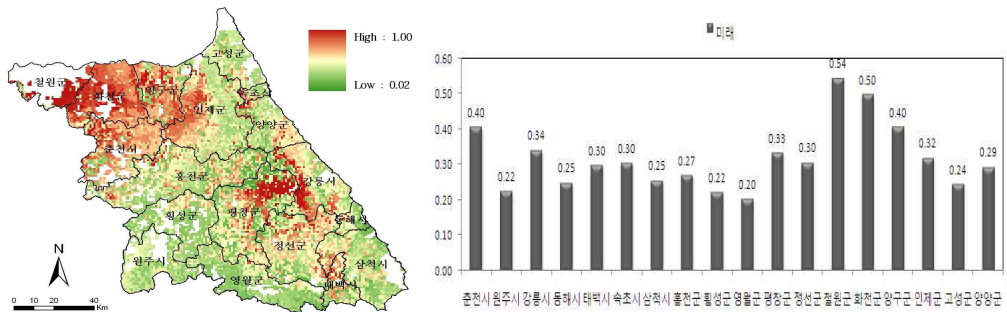 High : 1.00
Low : 0.02
고성군
철원군
화천군
양구군
속초시
인제군
양양군
춘천시
홍천군
강릉시
횡성군
평창군
동해시
정선군
원주시
삼척시
영월군
태백시
N
0 10 20 40
Km
미래
0.60
0.50
0.40
0.30
0.20
0.10
0.00
0.40 0.22 0.34 0.25 0.30 0.30 0.25 0.27 0.22 0.20 0.33 0.30 0.54 0.50 0.40 0.32 0.24 0.29
춘천시 원주시 강릉시 동해시 태백시 속초시 삼척시 홍천군 횡성군 영월군 평창군 정선군 철원군 화천군 양구군 인제군 고성군 양양군